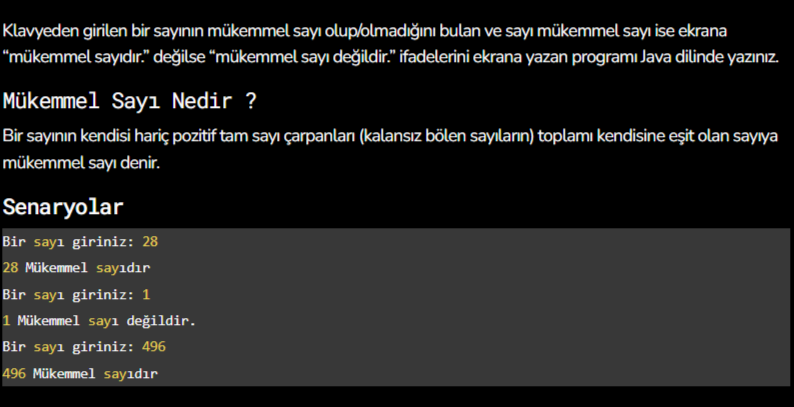 Klavyeden girilen bir sayının mükemmel sayı olup/olmadığını bulan ve sayı mükemmel sayı ise ekrana
“mükemmel sayıdır.” değilse “mükemmel sayı değildir.” ifadelerini ekrana yazan programı Java dilinde yazınız.
Mükemmel Sayı Nedir ?
Bir sayının kendisi hariç pozitif tam sayı çarpanları (kalansız bölen sayıların) toplamı kendisine eşit olan sayıya
mükemmel sayı denir.
Senaryolar
Bir sayı giriniz: 28
28 Mükemmel sayıdır
Bir sayı giriniz: 1
1 Mükemmel sayı değildir.
Bir sayı giriniz: 496
496 Mükemmel sayıdır